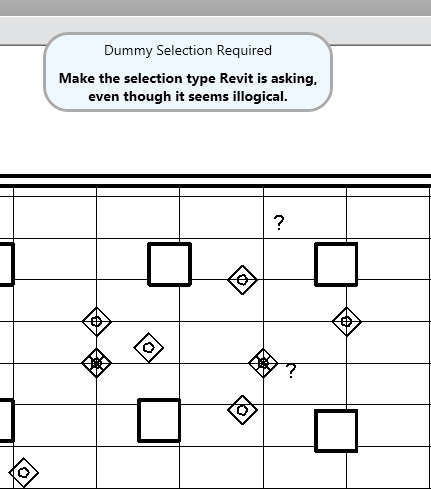 Dummy Selection Required
Make the selection type Revit is asking,
even though it seems illogical.
?
?